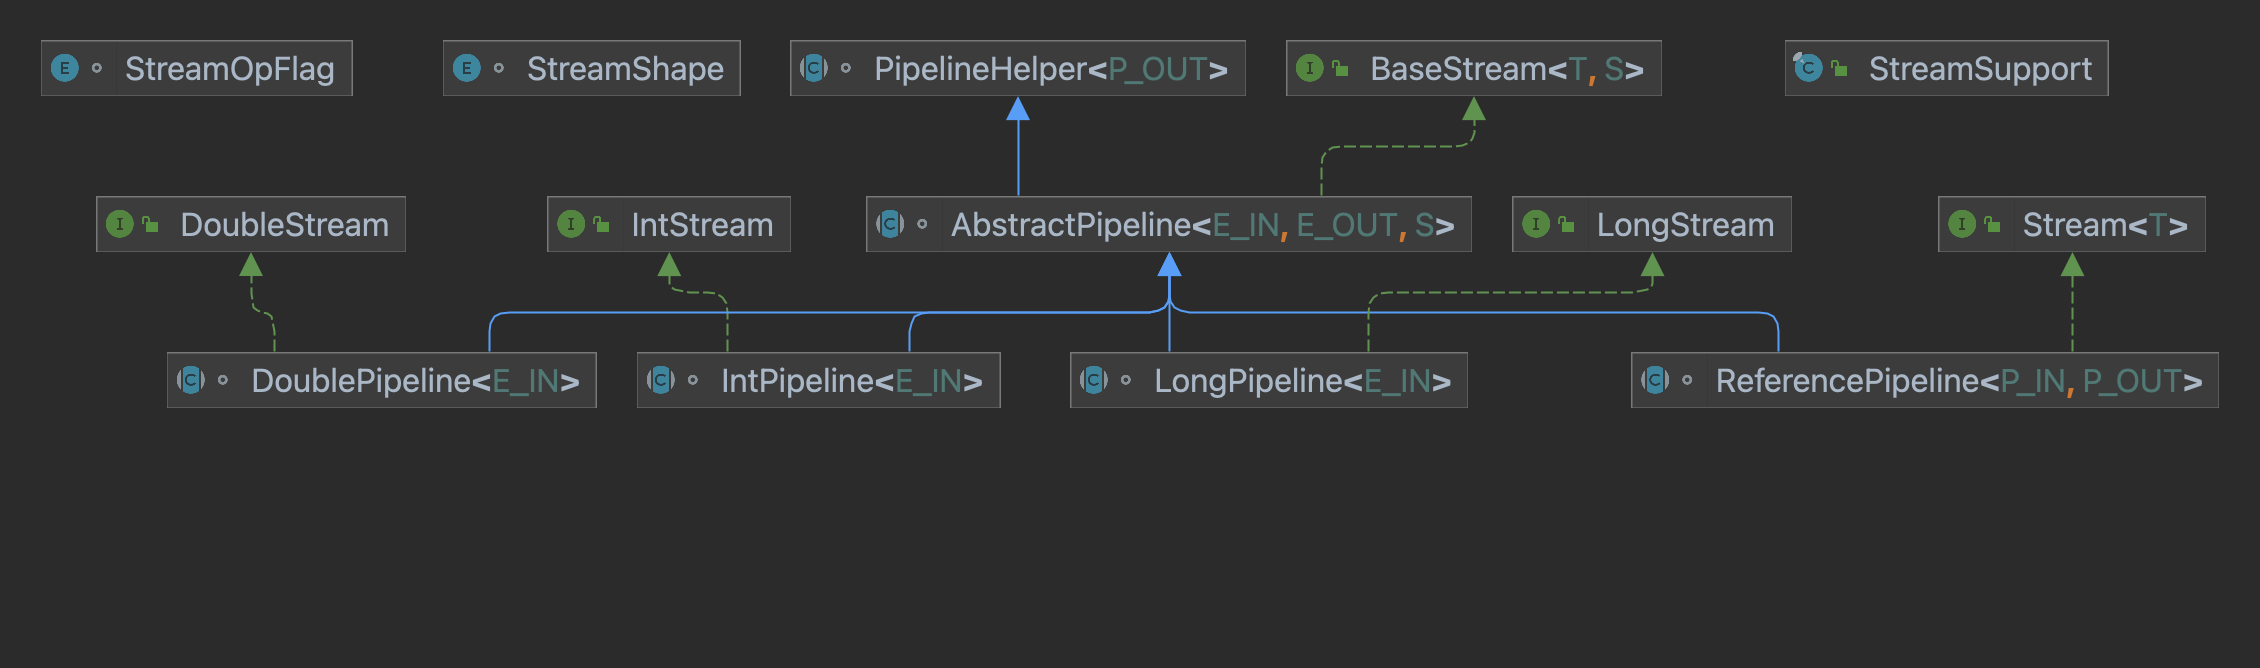 StreamOpFlag
StreamShape
PipelineHelper<P_OUT>
BaseStream<T, S>
StreamSupport
DoubleStream
IntStream
AbstractPipeline<E_IN, E_OUT, S>
LongStream
Stream<T>
DoublePipeline<E_IN>
IntPipeline<E_IN>
LongPipeline<E_IN>
ReferencePipeline<P_IN, P_OUT>